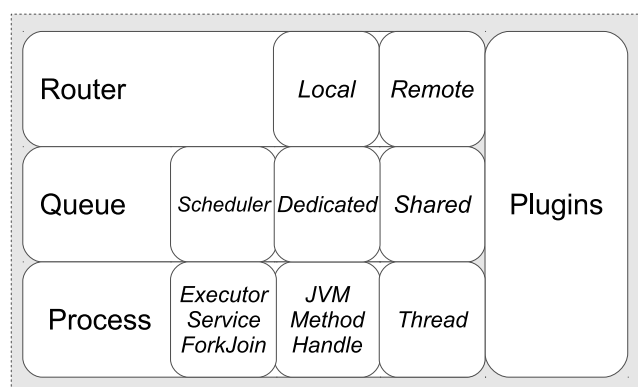 Router
Local
Remote
Queue
Scheduler
Dedicated
Shared
Plugins
Process
Executor
Service
ForkJoin
JVM
Method
Handle
Thread